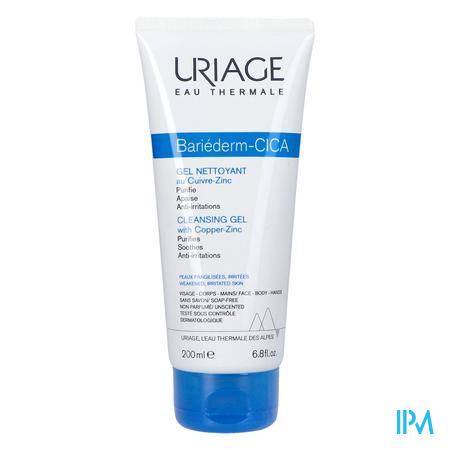 URIAGE
EAU THERMALE
Bariéderm-CICA
GEL NETTOYANT
au Cuivre-Zinc
Purifie
Apaise
Anti-irritations
CLEANSING GEL
with Copper-Zinc
Purifies
Soothes
Anti-irritations
PEAUX FRAGILISÉES, IRRITÉES
WEAKENED, IRRITATED SKIN
VISAGE - CORPS - MAINS/ FACE - BODY - HANDS
SANS SAVON/ SOAP-FREE
NON PARFUMÉ/ UNSCENTED
TESTÉ SOUS CONTRÔLE
DERMATOLOGIQUE
URIAGE, L'EAU THERMALE DES ALPES
200ml e 6.8fl.oz.
IPM